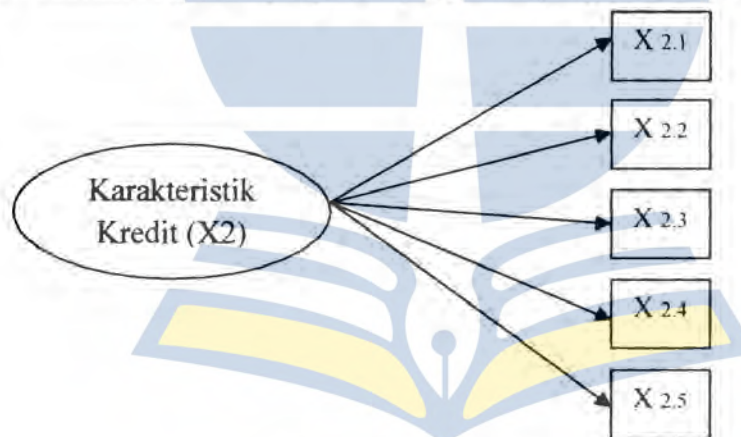 Karakteristik
Kredit (X2)
X 2.1
X 2.2
X 2.3
X 2.4
X 2.5